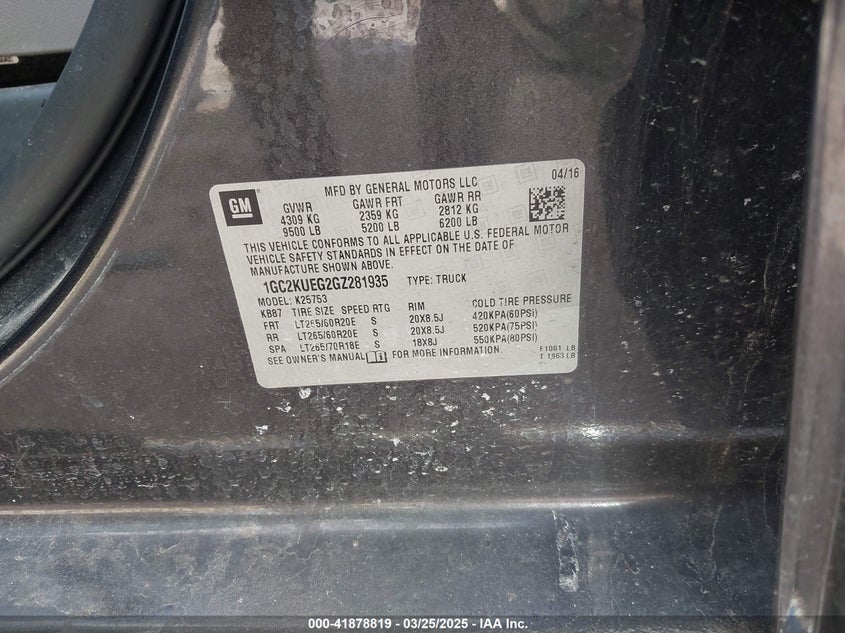 GM
MFD BY GENERAL MOTORS LLC 04/16
GVWR GAWR FRT GAWR RR
4309 KG 2359 KG 2812 KG
9500 LB 5200 LB 6200 LB
THIS VEHICLE CONFORMS TO ALL APPLICABLE U.S. FEDERAL MOTOR
VEHICLE SAFETY STANDARDS IN EFFECT ON THE DATE OF
MANUFACTURE SHOWN ABOVE.
1GC2KUEG2GZ281935 TYPE: TRUCK
MODEL: K25753
KB87 TIRE SIZE SPEED RTG RIM COLD TIRE PRESSURE
FRT LT265/60R20E S 20X8.5J 420KPA(60PSI)
RR LT265/60R20E S 20X8.5J 520KPA(75PSI)
SPA LT265/70R18E S 18X8J 550KPA(80PSI)
SEE OWNER'S MANUAL FOR MORE INFORMATION.
F1061 LB
T 1963 LB
000-41878819 / 03/25/2025 - IAA Inc.